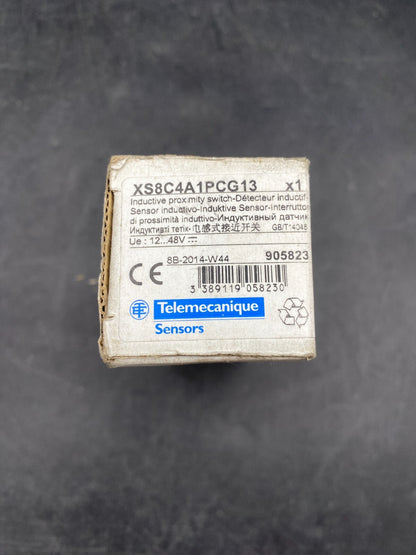 XS8C4A1PCG13 x1
Inductive proximity switch-Détecteur inductif-
Sensor inductivo-Induktive Sensor-Interruttore
di prossimità induttivo-Индуктивный датчик
Индуктивті тетік-电感式接近开关 GB/T14048
Ue : 12...48V ⎓
8B-2014-W44 905823
CE
3 389119 058230
Telemecanique
Sensors